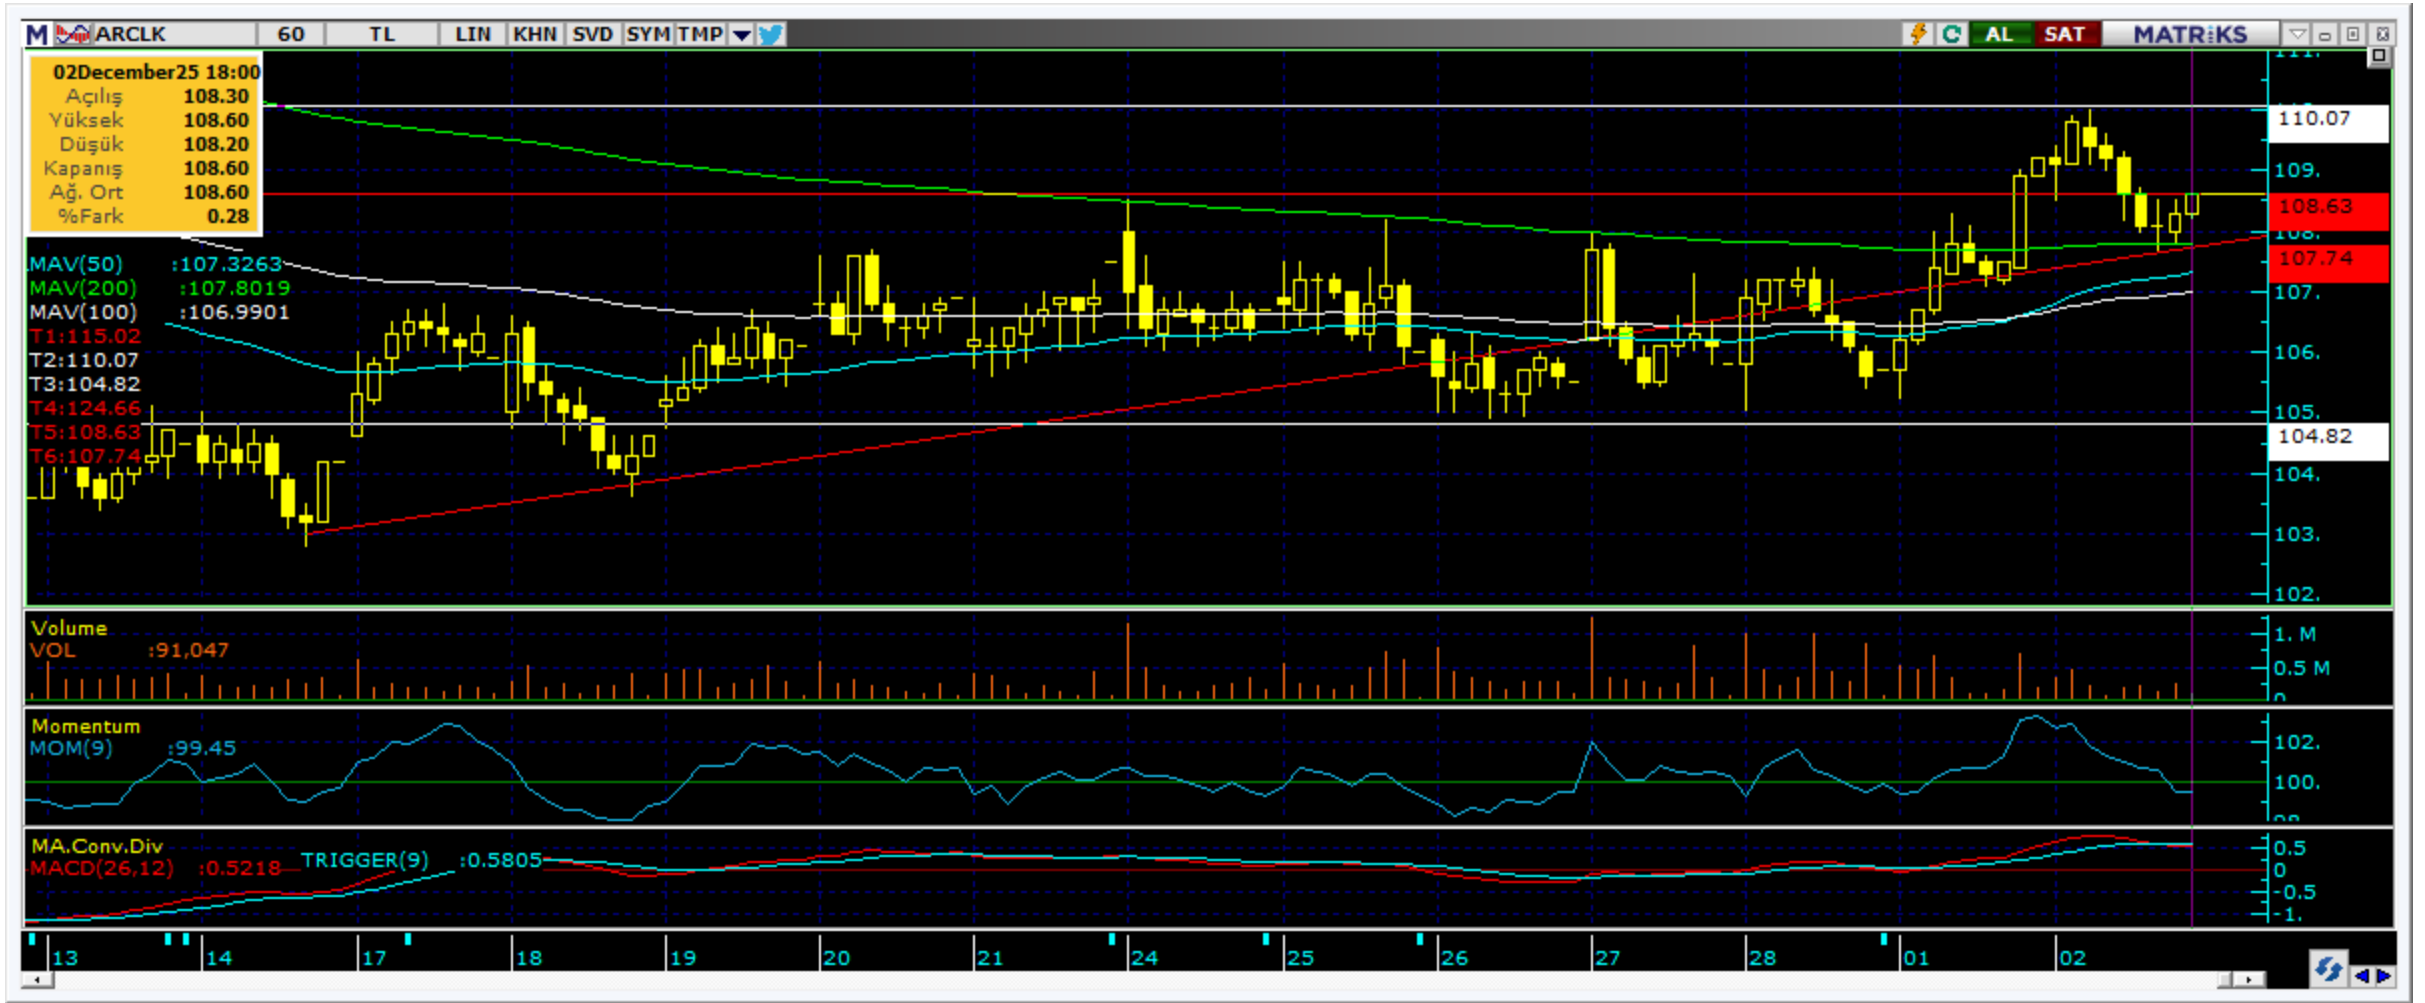 M ARCLK 60 TL LIN KHN SVD SYM TMP AL SAT MATRiKS
02December25 18:00
Açılış 108.30
Yüksek 108.60
Düşük 108.20
Kapanış 108.60
Ağ. Ort 108.60
%Fark 0.28
MAV(50) :107.3263
MAV(200) :107.8019
MAV(100) :106.9901
T1:115.02
T2:110.07
T3:104.82
T4:124.66
T5:108.63
T6:107.74
111.
110.07
109.
108.63
108.
107.74
107.
106.
105.
104.82
104.
103.
102.
Volume
VOL :91,047
1. M
0.5 M
0
Momentum
MOM(9) :99.45
102.
100.
98
MA.Conv.Div
MACD(26,12) :0.5218 TRIGGER(9) :0.5805
0.5
0
-0.5
-1.
13 14 17 18 19 20 21 24 25 26 27 28 01 02